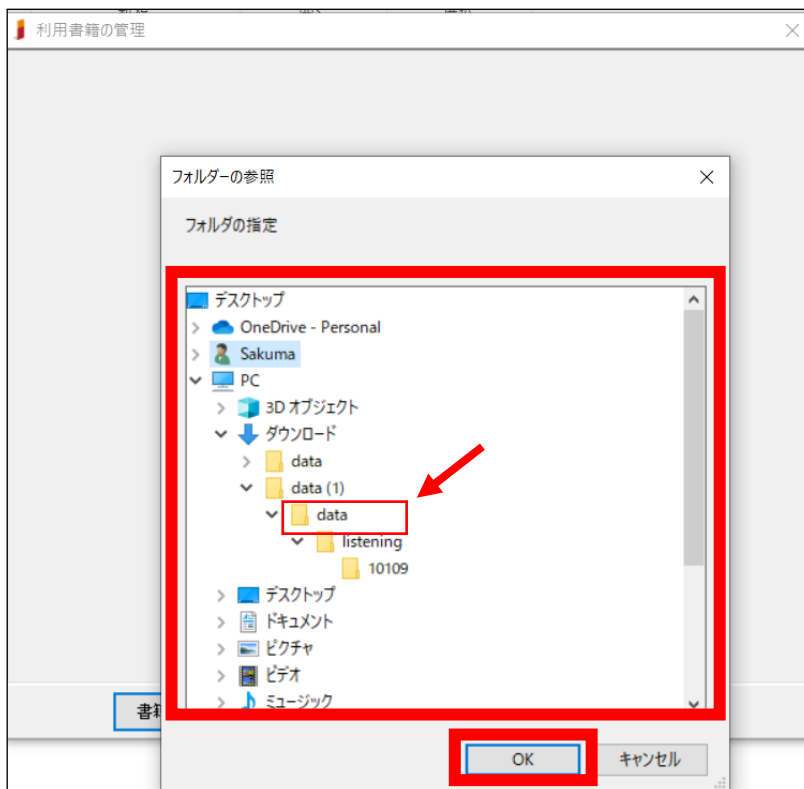 利用書籍の管理
フォルダーの参照
フォルダの指定
デスクトップ
OneDrive - Personal
Sakuma
PC
3D オブジェクト
ダウンロード
data
data (1)
data
listening
10109
デスクトップ
ドキュメント
ピクチャ
ビデオ
ミュージック
書
OK キャンセル